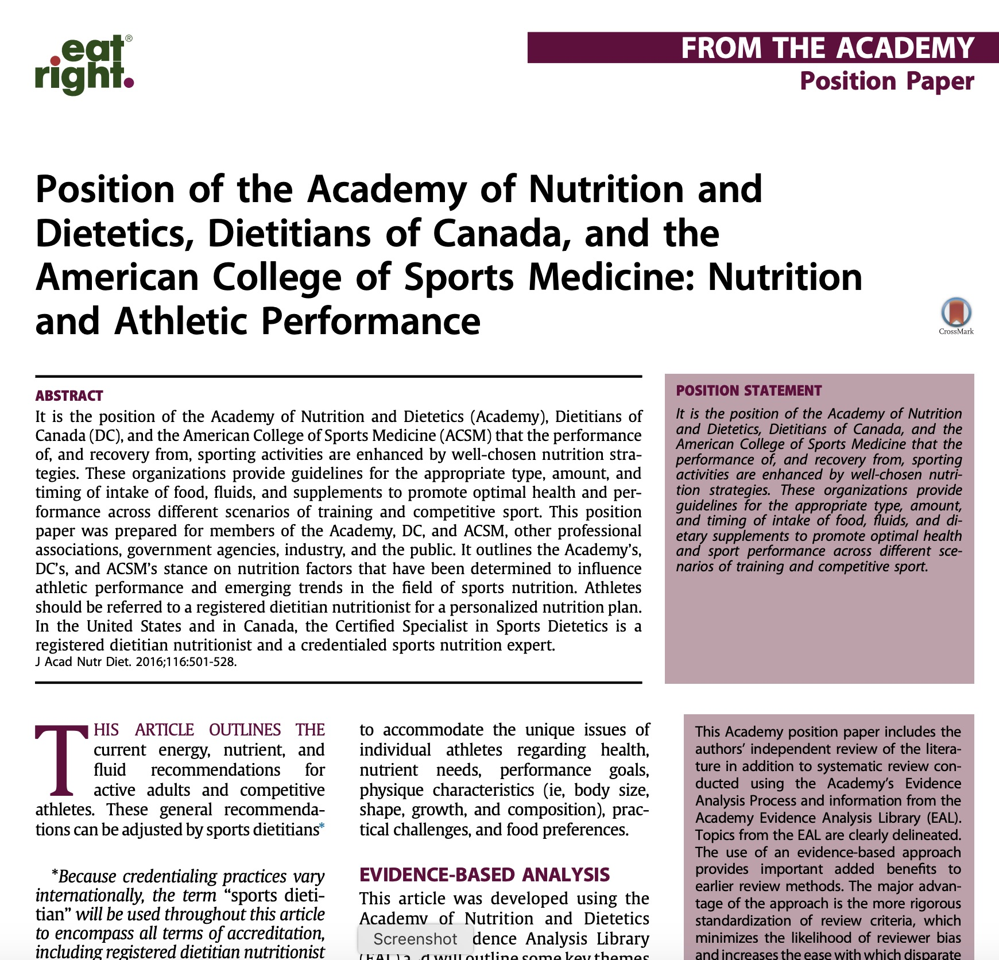 eat®
right.
FROM THE ACADEMY
Position Paper
Position of the Academy of Nutrition and
Dietetics, Dietitians of Canada, and the
American College of Sports Medicine: Nutrition
and Athletic Performance
CrossMark
ABSTRACT
It is the position of the Academy of Nutrition and Dietetics (Academy), Dietitians of
Canada (DC), and the American College of Sports Medicine (ACSM) that the performance
of, and recovery from, sporting activities are enhanced by well-chosen nutrition stra-
tegies. These organizations provide guidelines for the appropriate type, amount, and
timing of intake of food, fluids, and supplements to promote optimal health and per-
formance across different scenarios of training and competitive sport. This position
paper was prepared for members of the Academy, DC, and ACSM, other professional
associations, government agencies, industry, and the public. It outlines the Academy's,
DC's, and ACSM's stance on nutrition factors that have been determined to influence
athletic performance and emerging trends in the field of sports nutrition. Athletes
should be referred to a registered dietitian nutritionist for a personalized nutrition plan.
In the United States and in Canada, the Certified Specialist in Sports Dietetics is a
registered dietitian nutritionist and a credentialed sports nutrition expert.
J Acad Nutr Diet. 2016;116:501-528.
POSITION STATEMENT
It is the position of the Academy of Nutrition
and Dietetics, Dietitians of Canada, and the
American College of Sports Medicine that the
performance of, and recovery from, sporting
activities are enhanced by well-chosen nutri-
tion strategies. These organizations provide
guidelines for the appropriate type, amount,
and timing of intake of food, fluids, and di-
etary supplements to promote optimal health
and sport performance across different sce-
narios of training and competitive sport.
THIS ARTICLE OUTLINES THE
current energy, nutrient, and
fluid recommendations for
active adults and competitive
athletes. These general recommenda-
tions can be adjusted by sports dietitians*
*Because credentialing practices vary
internationally, the term "sports dieti-
tian" will be used throughout this article
to encompass all terms of accreditation,
including registered dietitian nutritionist
to accommodate the unique issues of
individual athletes regarding health,
nutrient needs, performance goals,
physique characteristics (ie, body size,
shape, growth, and composition), prac-
tical challenges, and food preferences.
EVIDENCE-BASED ANALYSIS
This article was developed using the
Academy of Nutrition and Dietetics
Screenshot
dence Analysis Library
(EAL) a d will outline some key themes
This Academy position paper includes the
authors' independent review of the litera-
ture in addition to systematic review con-
ducted using the Academy's Evidence
Analysis Process and information from the
Academy Evidence Analysis Library (EAL).
Topics from the EAL are clearly delineated.
The use of an evidence-based approach
provides important added benefits to
earlier review methods. The major advan-
tage of the approach is the more rigorous
standardization of review criteria, which
minimizes the likelihood of reviewer bias
and increases the ease with which disparate